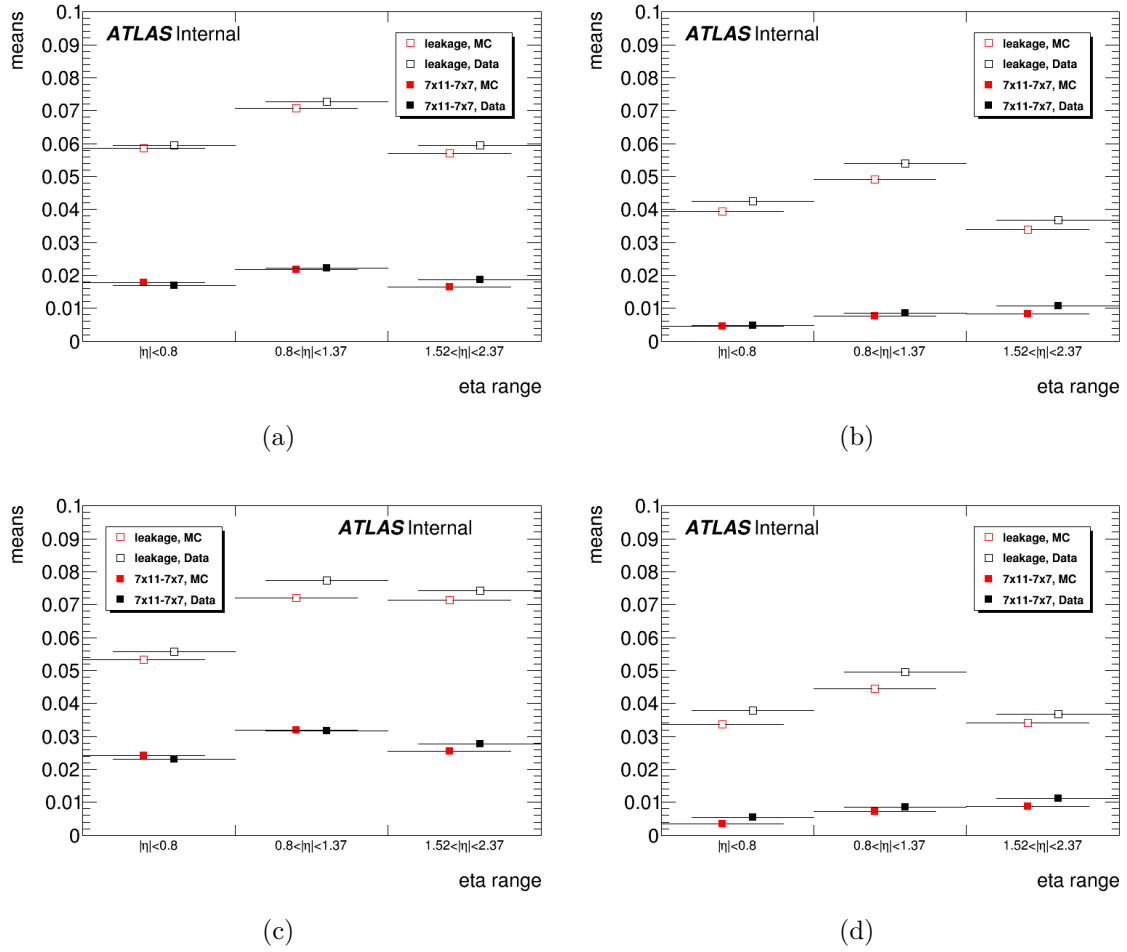 means
0.1
0.09
0.08
0.07
0.06
0.05
0.04
0.03
0.02
0.01
0
ATLAS Internal
leakage, MC
leakage, Data
7x11-7x7, MC
7x11-7x7, Data
|η|<0.8
0.8<|η|<1.37
1.52<|η|<2.37
eta range
(a)
means
0.1
0.09
0.08
0.07
0.06
0.05
0.04
0.03
0.02
0.01
0
ATLAS Internal
leakage, MC
leakage, Data
7x11-7x7, MC
7x11-7x7, Data
|η|<0.8
0.8<|η|<1.37
1.52<|η|<2.37
eta range
(b)
means
0.1
0.09
0.08
0.07
0.06
0.05
0.04
0.03
0.02
0.01
0
ATLAS Internal
leakage, MC
leakage, Data
7x11-7x7, MC
7x11-7x7, Data
|η|<0.8
0.8<|η|<1.37
1.52<|η|<2.37
eta range
(c)
means
0.1
0.09
0.08
0.07
0.06
0.05
0.04
0.03
0.02
0.01
0
ATLAS Internal
leakage, MC
leakage, Data
7x11-7x7, MC
7x11-7x7, Data
|η|<0.8
0.8<|η|<1.37
1.52<|η|<2.37
eta range
(d)